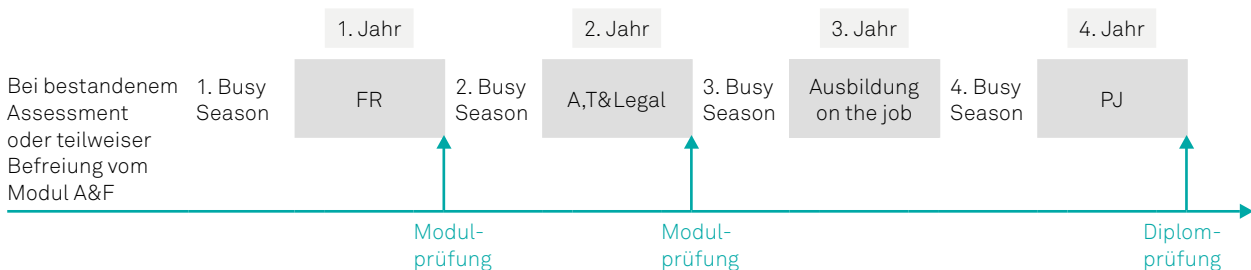 1. Jahr
2. Jahr
3. Jahr
4. Jahr
Bei bestandenem
Assessment
oder teilweiser
Befreiung vom
Modul A&F
1. Busy
Season
FR
2. Busy
Season
A,T&Legal
3. Busy
Season
Ausbildung
on the job
4. Busy
Season
PJ
Modul-
prüfung
Modul-
prüfung
Diplom-
prüfung